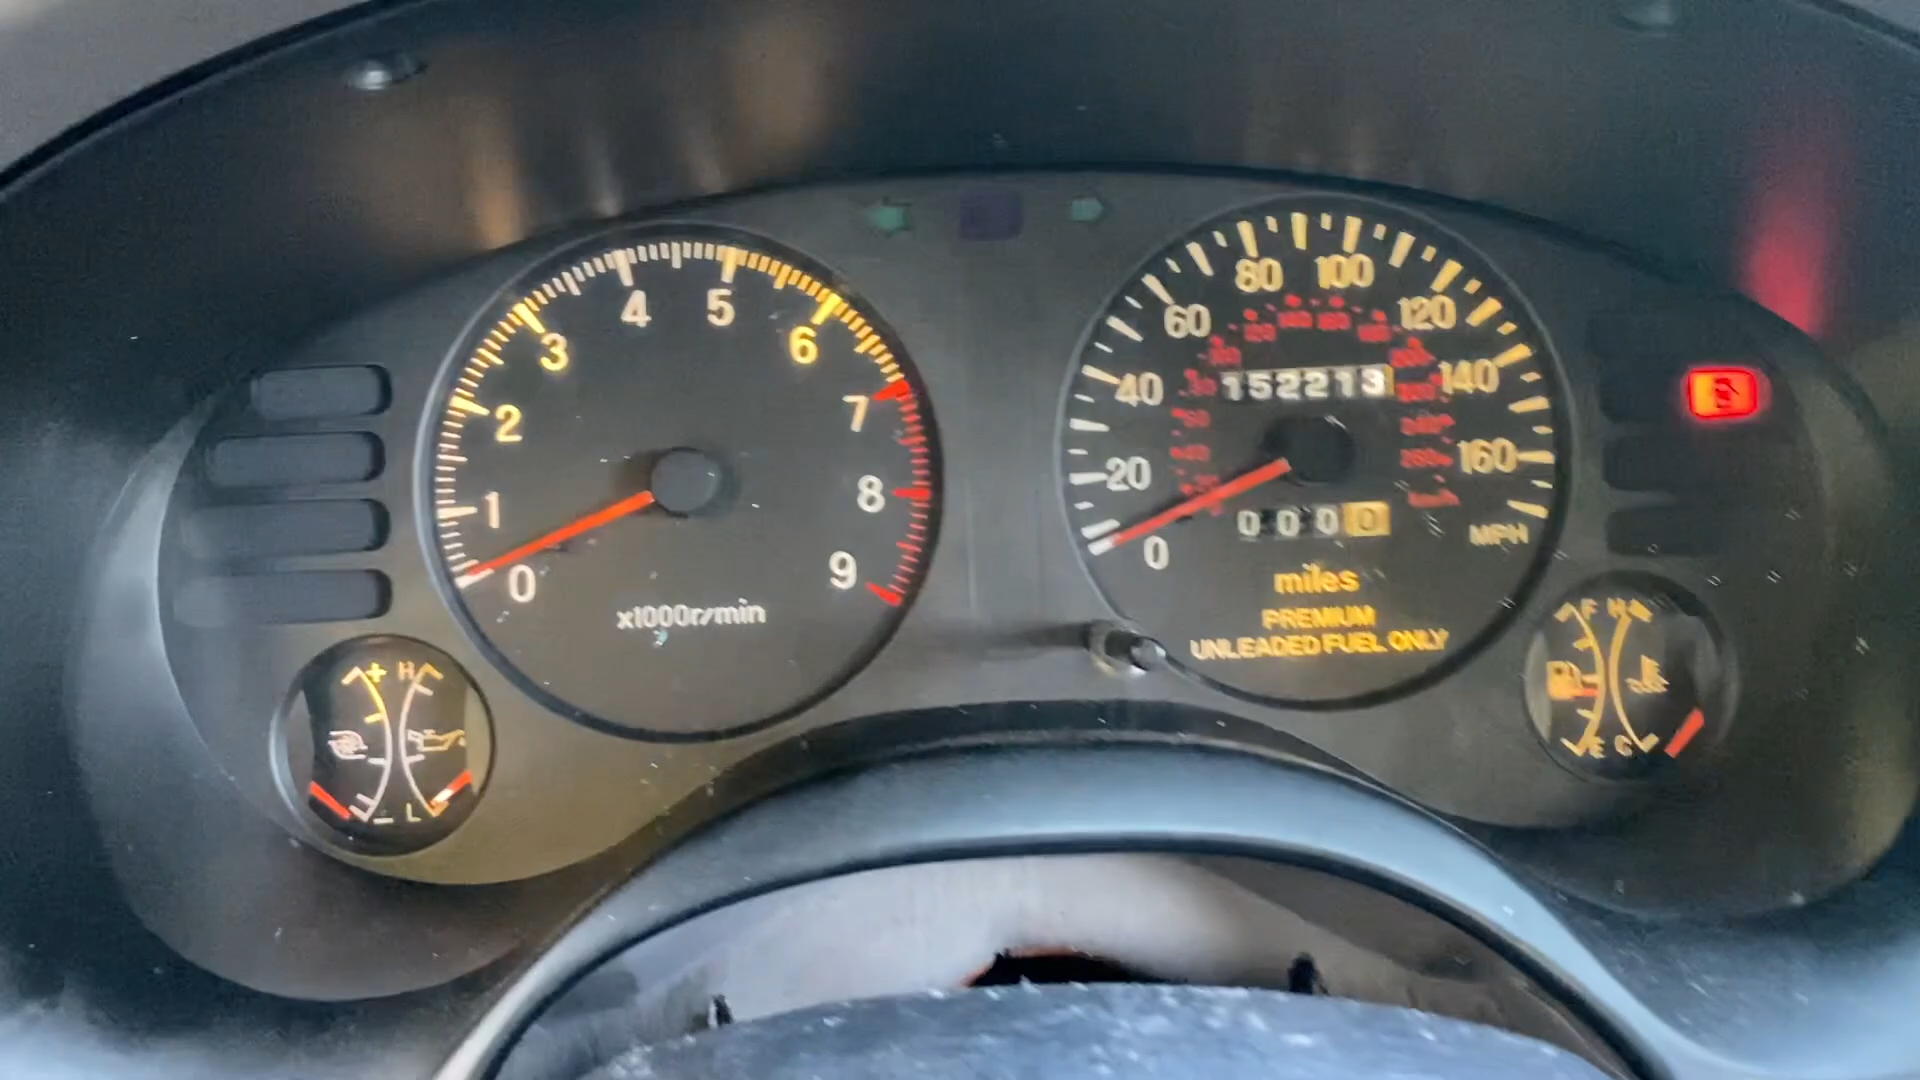 4 5
3 6
2 7
1 8
0 9
x1000r/min
80 100
60 120
40 140
20 160
0 MPH
152213
0000
miles
PREMIUM
UNLEADED FUEL ONLY
+ H
- L
F H
E C